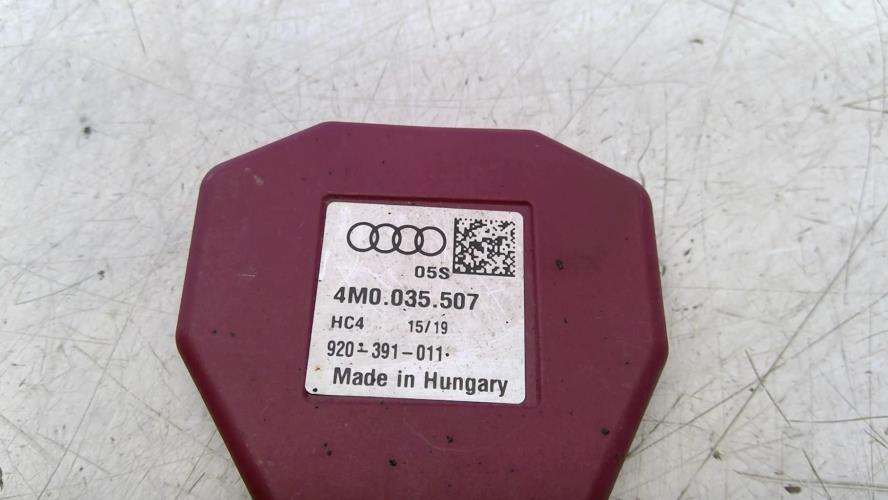 05S
4M0.035.507
HC4 15/19
920-391-011.
Made in Hungary